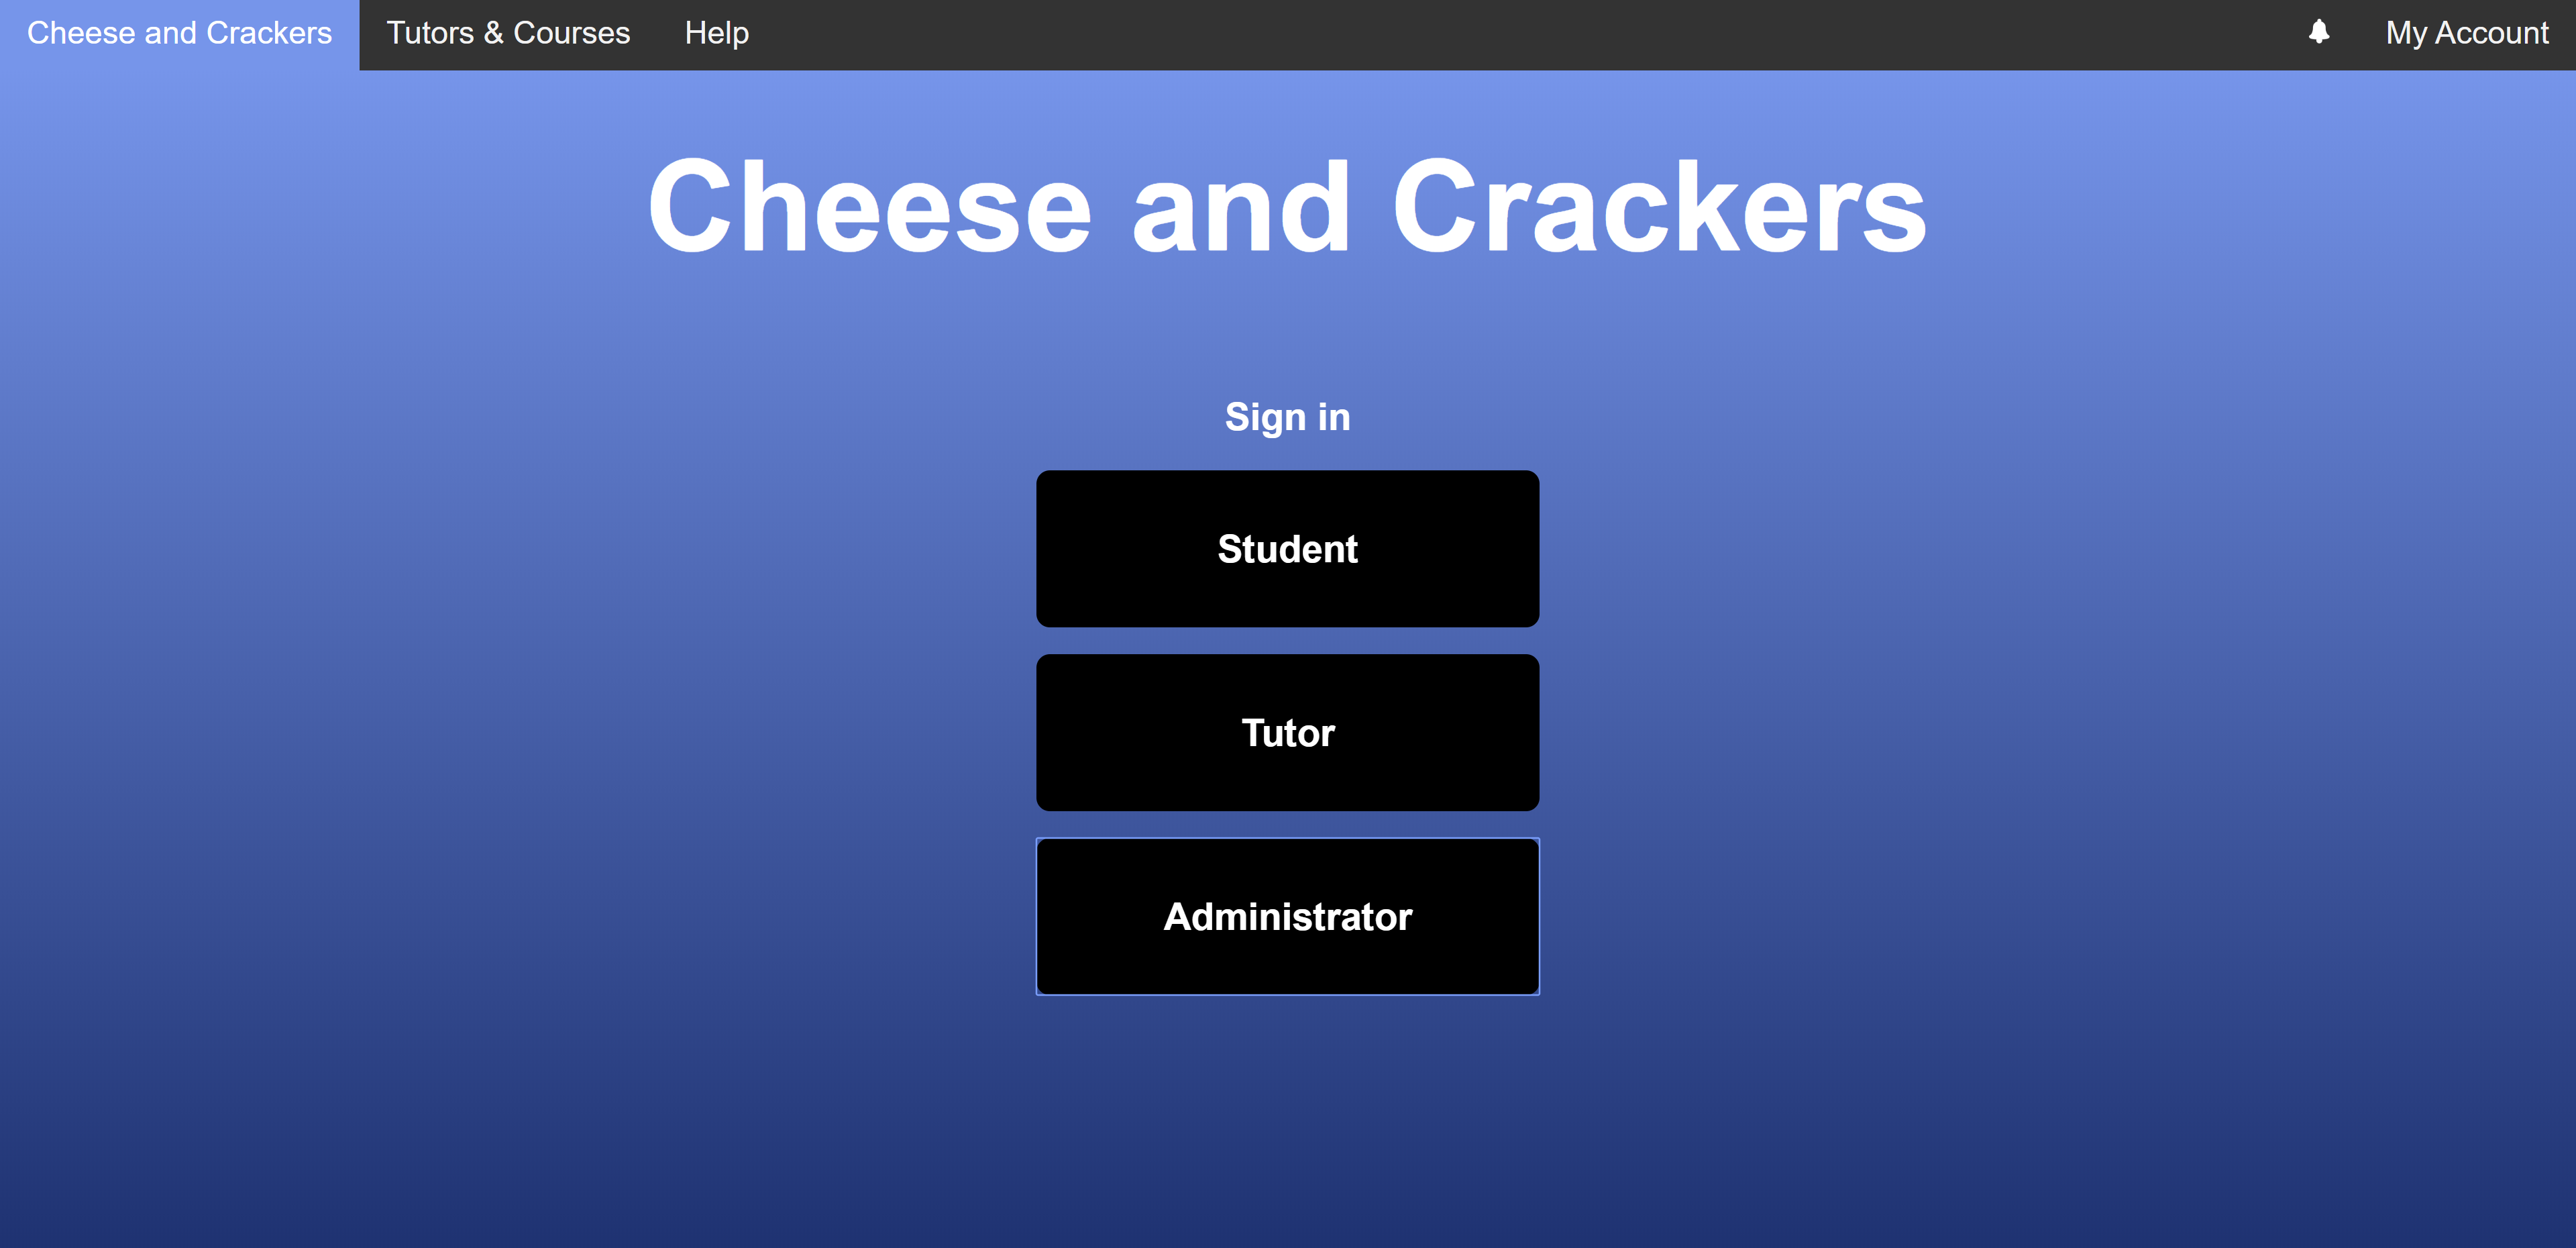 Cheese and Crackers Tutors & Courses Help My Account
Cheese and Crackers
Sign in
Student
Tutor
Administrator